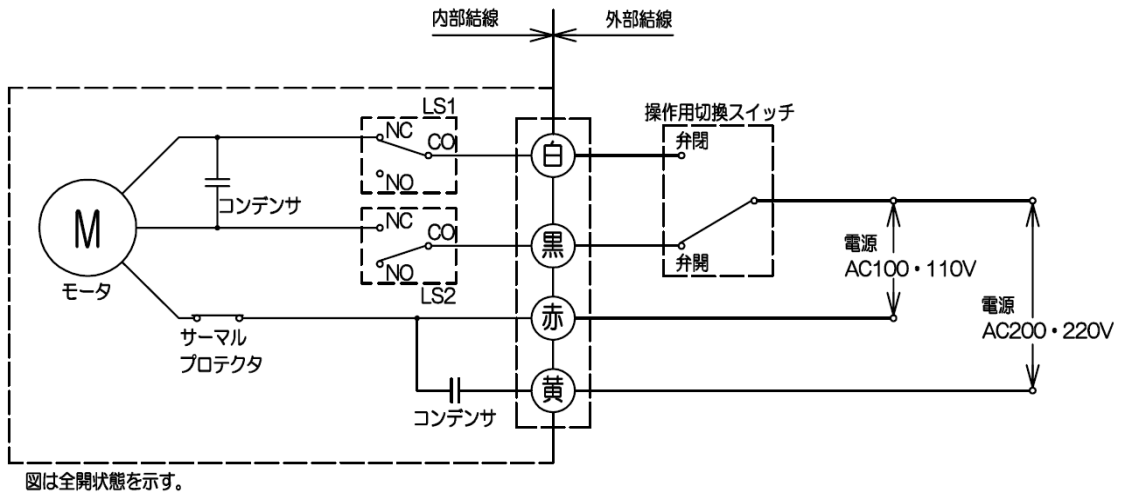 内部結線
外部結線
LS1
NC
CO
NO
コンデンサ
M
モータ
NC
CO
NO
LS2
サーマル
プロテクタ
コンデンサ
白
黒
赤
黄
操作用切換スイッチ
弁閉
弁開
電源
AC100・110V
電源
AC200・220V
図は全開状態を示す。